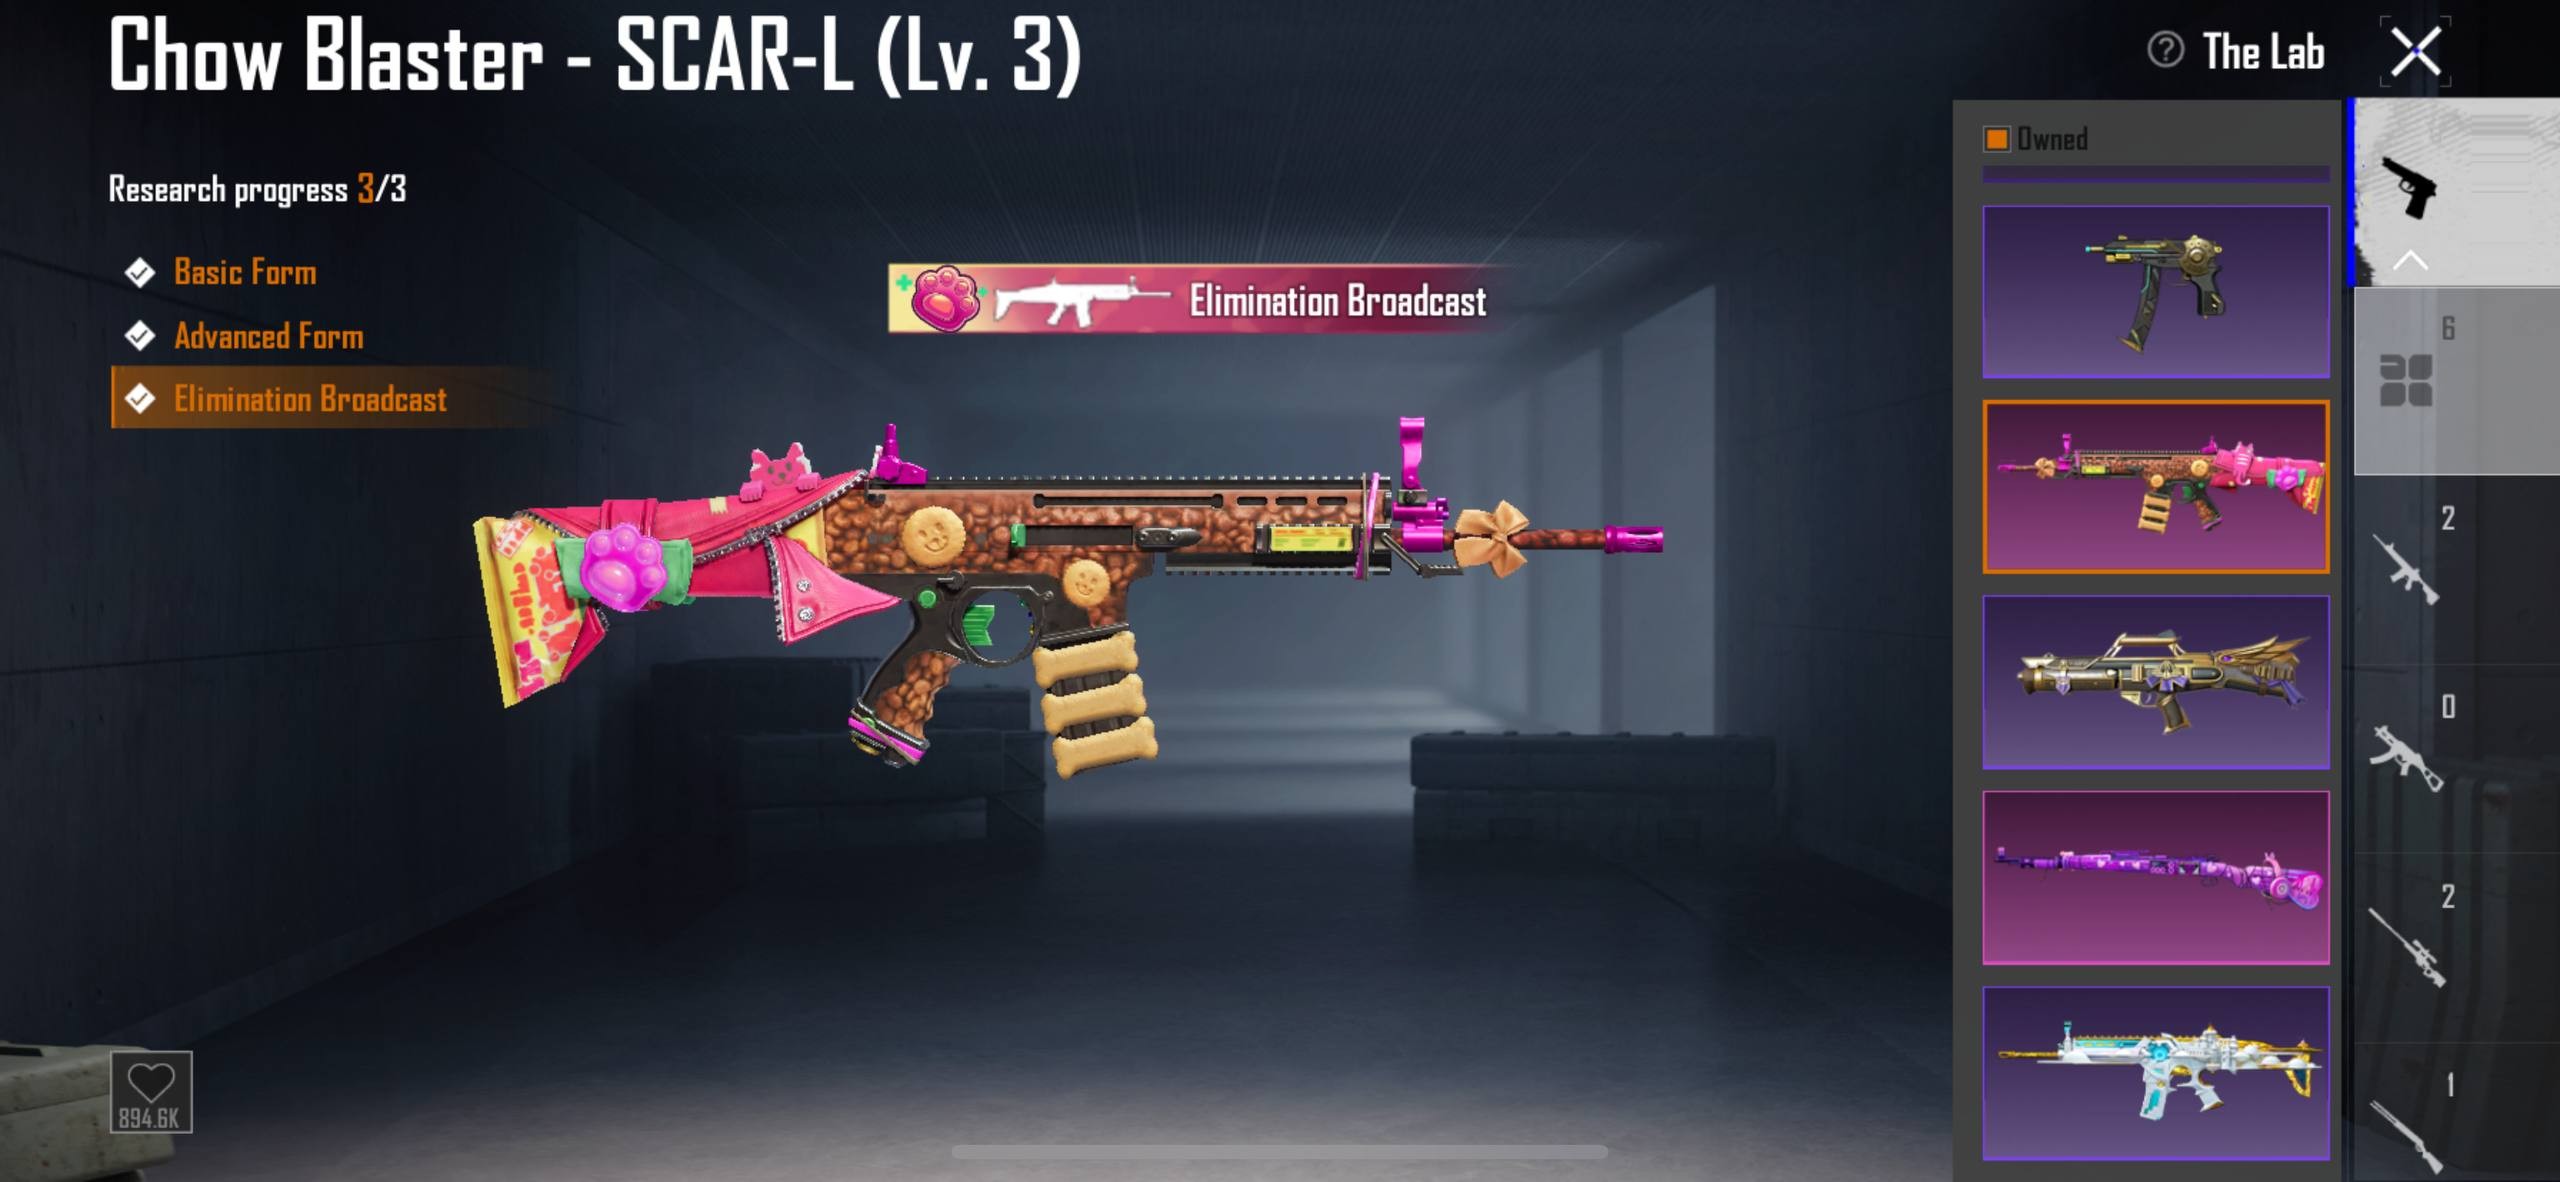 Chow Blaster - SCAR-L (Lv. 3)
The Lab
Owned
Research progress 3/3
Basic Form
Advanced Form
Elimination Broadcast
Elimination Broadcast
6
2
0
2
1
894.6K